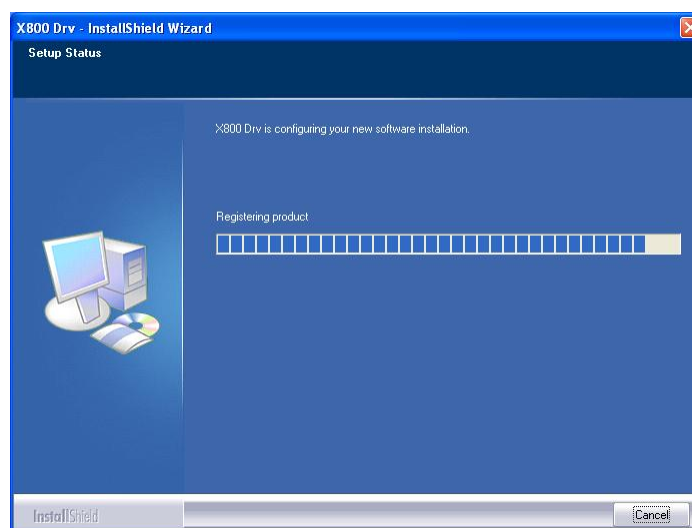 X800 Drv - InstallShield Wizard
Setup Status
X800 Drv is configuring your new software installation.
Registering product
InstallShield
Cancel